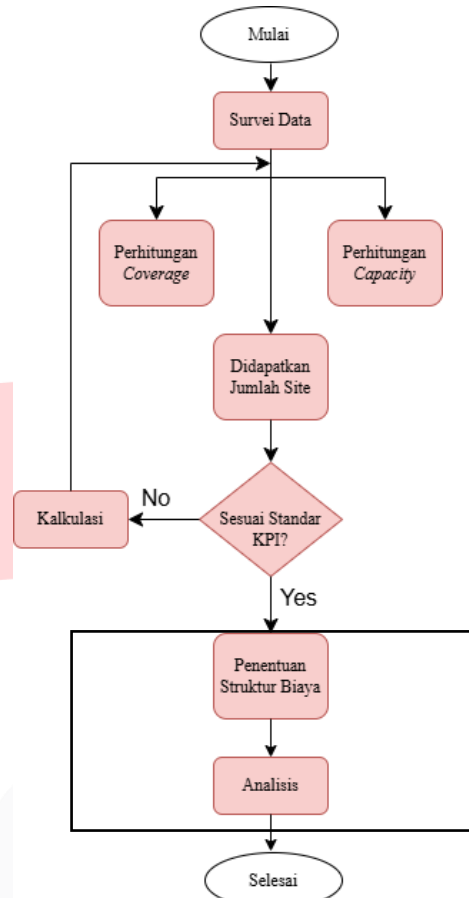 Mulai
Survei Data
Perhitungan
Coverage
Perhitungan
Capacity
Didapatkan
Jumlah Site
Sesuai Standar
KPI?
No
Kalkulasi
Yes
Penentuan
Struktur Biaya
Analisis
Selesai